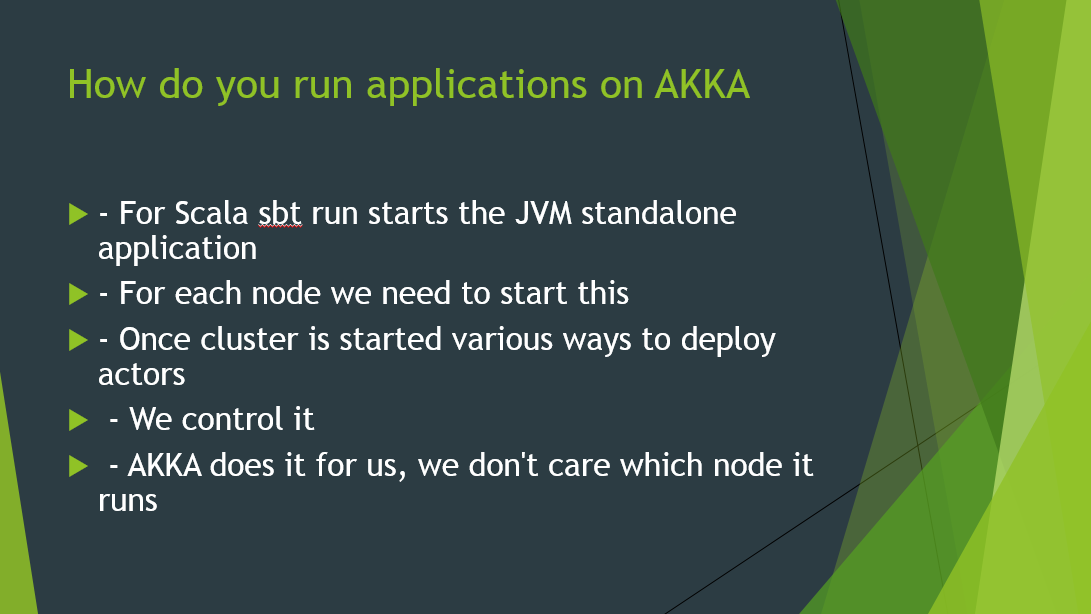 How do you run applications on AKKA
- For Scala sbt run starts the JVM standalone
application
- For each node we need to start this
- Once cluster is started various ways to deploy
actors
- We control it
- AKKA does it for us, we don't care which node it
runs